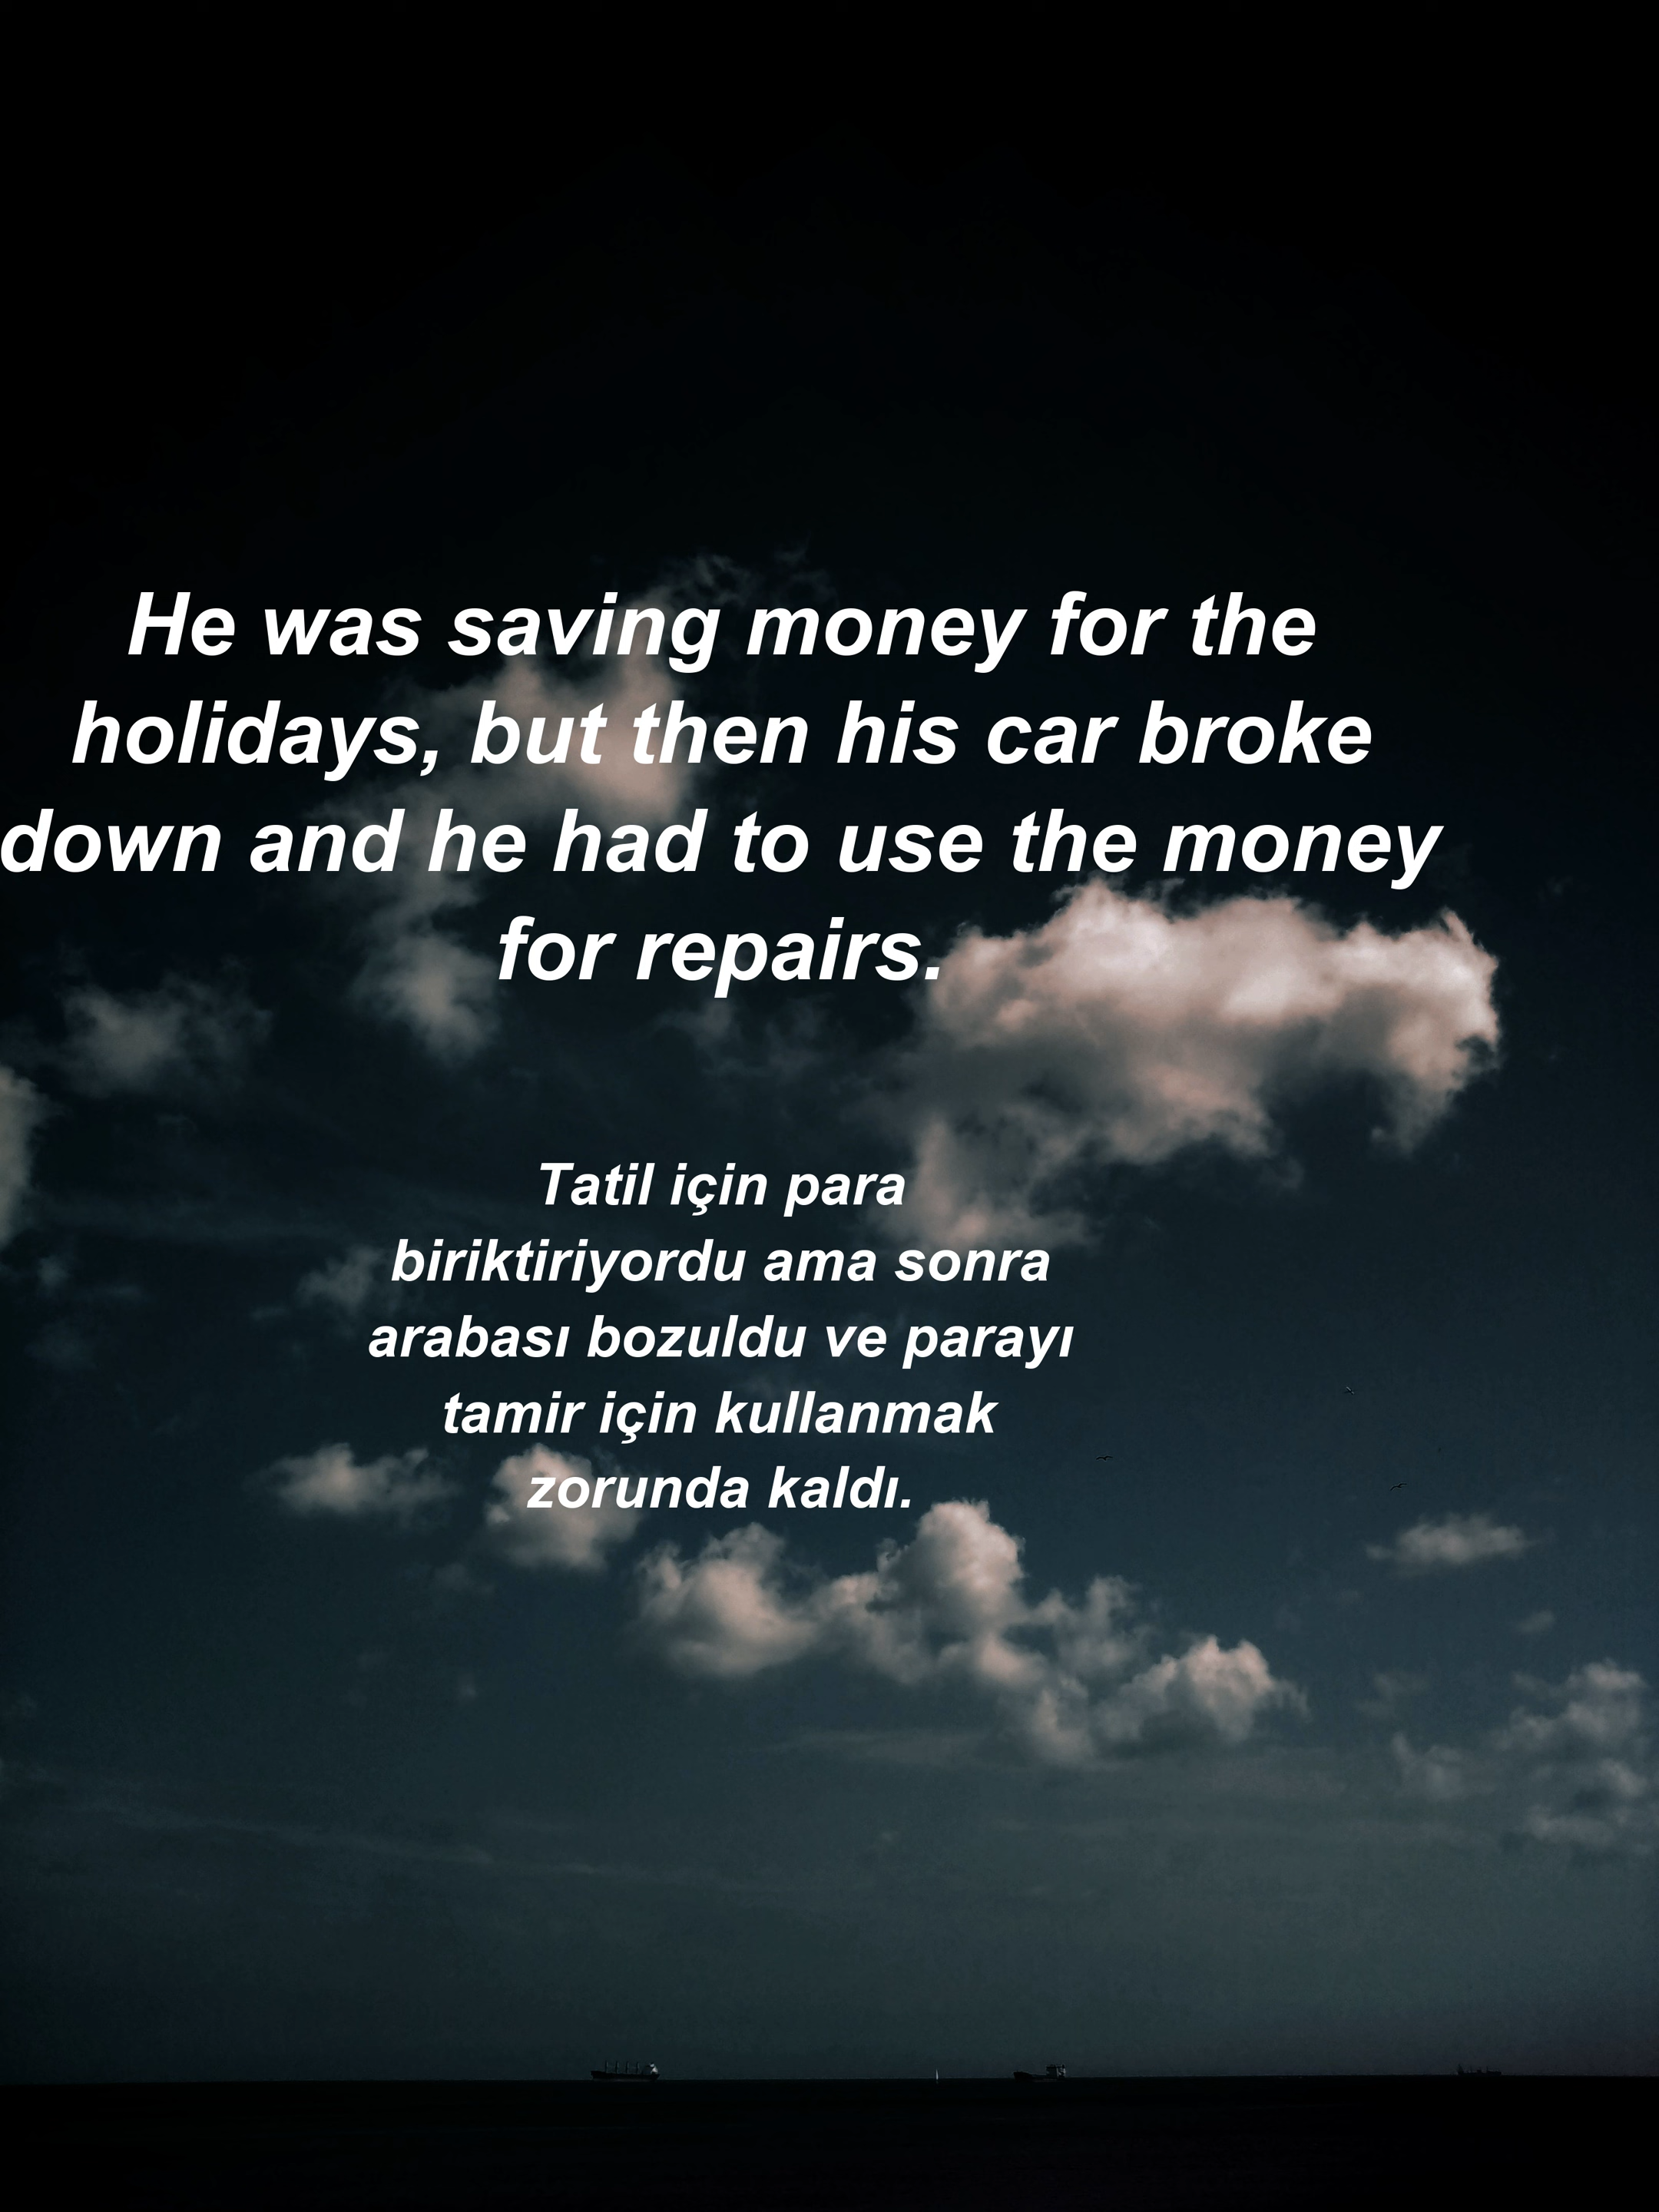 He was saving money for the
holidays, but then his car broke
down and he had to use the money
for repairs.
Tatil için para
biriktiriyordu ama sonra
arabası bozuldu ve parayı
tamir için kullanmak
zorunda kaldı.